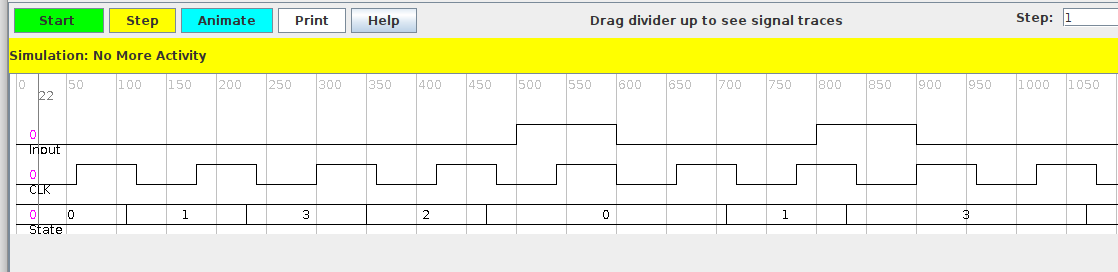 Start Step Animate Print Help Drag divider up to see signal traces Step: 1
Simulation: No More Activity
0 50 100 150 200 250 300 350 400 450 500 550 600 650 700 750 800 850 900 950 1000 1050
22
0
Input
0
CLK
0 0 1 3 2 0 1 3
State